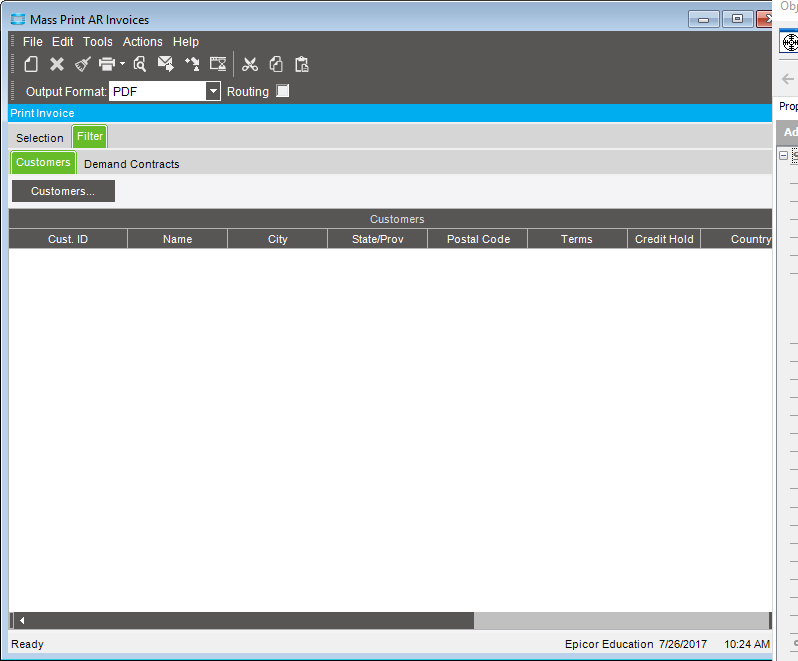 Mass Print AR Invoices
File Edit Tools Actions Help
Output Format: PDF Routing
Print Invoice
Selection Filter
Customers Demand Contracts
Customers...
Customers
Cust. ID Name City State/Prov Postal Code Terms Credit Hold Country
Ready Epicor Education 7/26/2017 10:24 AM
Obj
Prop
Ad